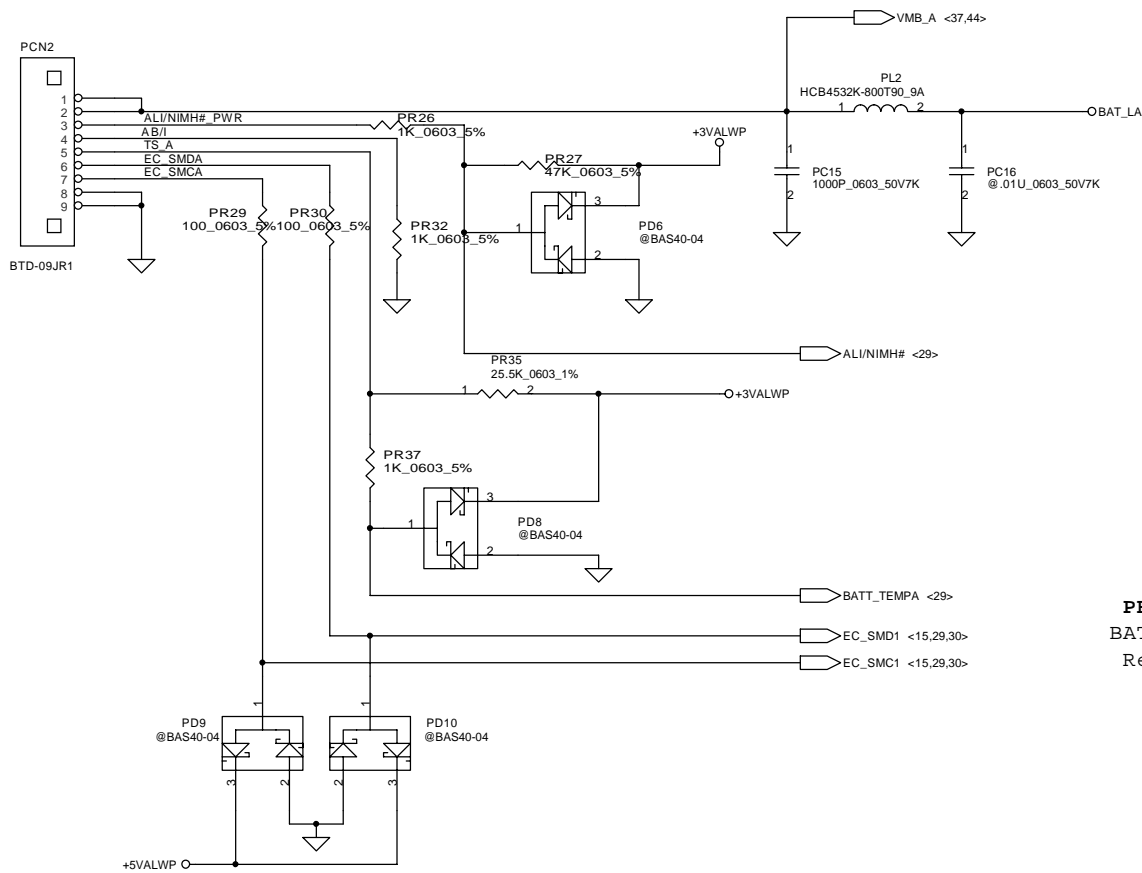 VMB_A <37,44>
PCN2
PL2
HCB4532K-800T90_9A
1
2
1
2
BAT_LA
3
ALI/NIMH#_PWR
PR26
1K_0603_5%
4
AB/I
5
TS_A
6
EC_SMDA
7
EC_SMCA
8
9
BTD-09JR1
+3VALWP
PR27
47K_0603_5%
1
PC15
1000P_0603_50V7K
2
1
PC16
@.01U_0603_50V7K
2
PR29
100_0603_5%
PR30
100_0603_5%
PR32
1K_0603_5%
3
1
2
PD6
@BAS40-04
ALI/NIMH# <29>
PR35
25.5K_0603_1%
1
2
+3VALWP
PR37
1K_0603_5%
3
1
2
PD8
@BAS40-04
BATT_TEMPA <29>
EC_SMD1 <15,29,30>
EC_SMC1 <15,29,30>
BAT
Re
1
1
PD9
@BAS40-04
PD10
@BAS40-04
3
2
2
3
+5VALWP